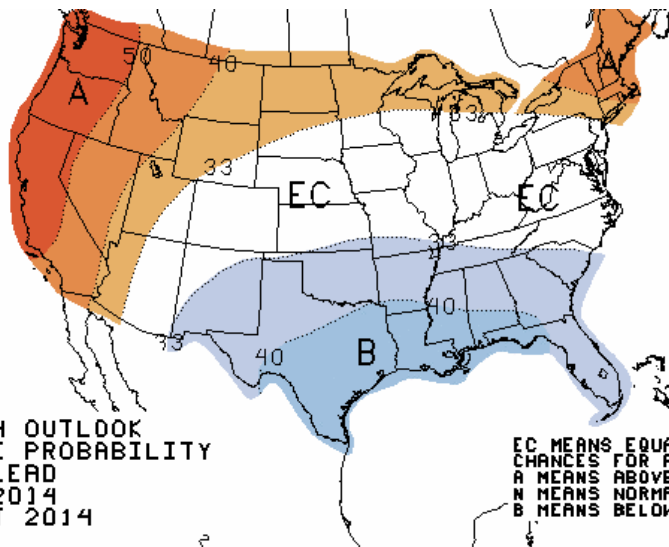 50
40
A
A
33
33
EC
EC
33
40
33
40
B
OUTLOOK
PROBABILITY
LEAD
2014
2014
EC MEANS EQUA
CHANCES FOR A
A MEANS ABOVE
N MEANS NORMA
B MEANS BELOW